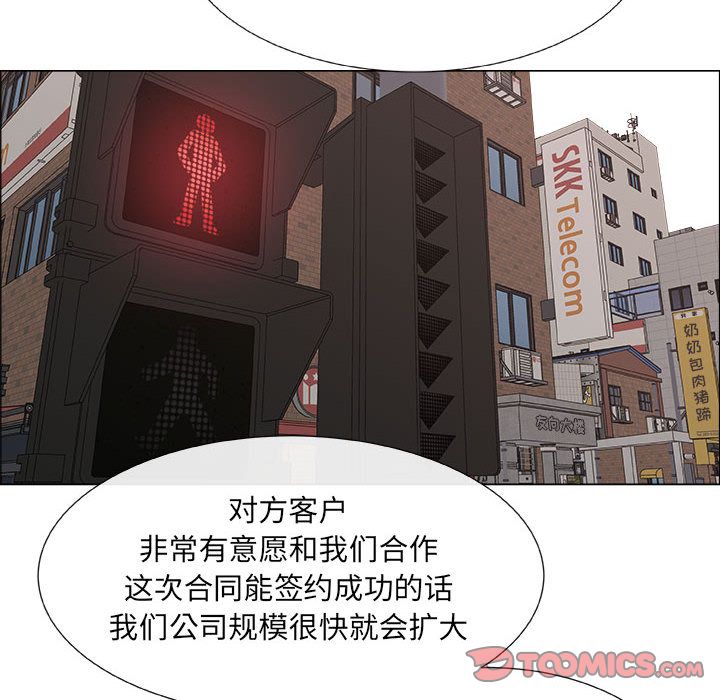 SKK Telecom
奶奶包肉猪蹄
友向大楼
对方客户
非常有意愿和我们合作
这次合同能签约成功的话
我们公司规模很快就会扩大
TOOMICS.COM